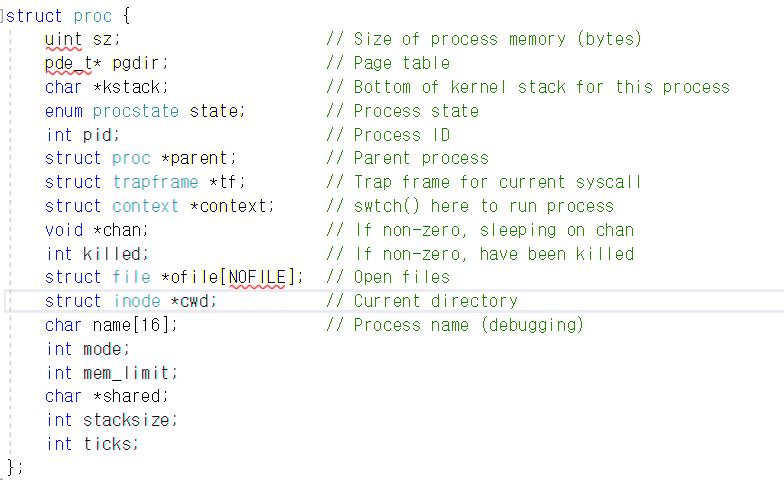 struct proc {
    uint sz;                     // Size of process memory (bytes)
    pde_t* pgdir;                // Page table
    char *kstack;                // Bottom of kernel stack for this process
    enum procstate state;        // Process state
    int pid;                     // Process ID
    struct proc *parent;         // Parent process
    struct trapframe *tf;        // Trap frame for current syscall
    struct context *context;     // swtch() here to run process
    void *chan;                  // If non-zero, sleeping on chan
    int killed;                  // If non-zero, have been killed
    struct file *ofile[NOFILE];  // Open files
    struct inode *cwd;           // Current directory
    char name[16];               // Process name (debugging)
    int mode;
    int mem_limit;
    char *shared;
    int stacksize;
    int ticks;
};